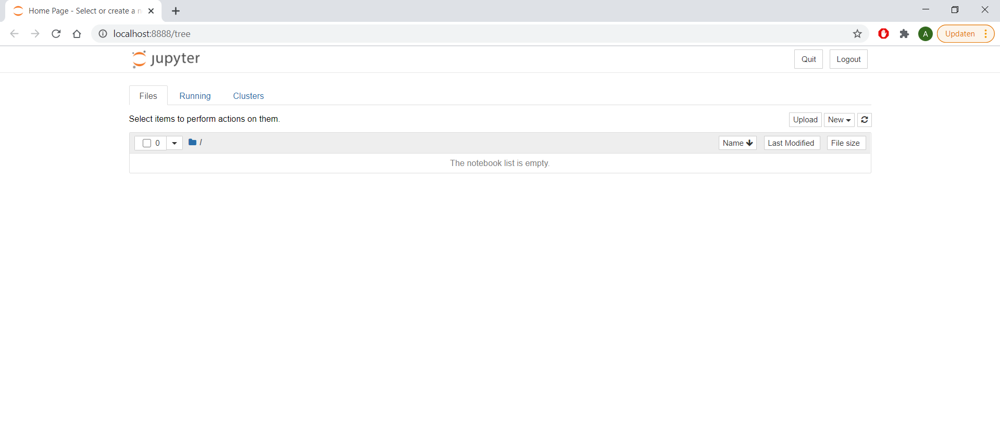 Home Page - Select or create a n
localhost:8888/tree
A
Updaten
jupyter
Quit
Logout
Files
Running
Clusters
Select items to perform actions on them.
Upload
New
0
/
Name
Last Modified
File size
The notebook list is empty.